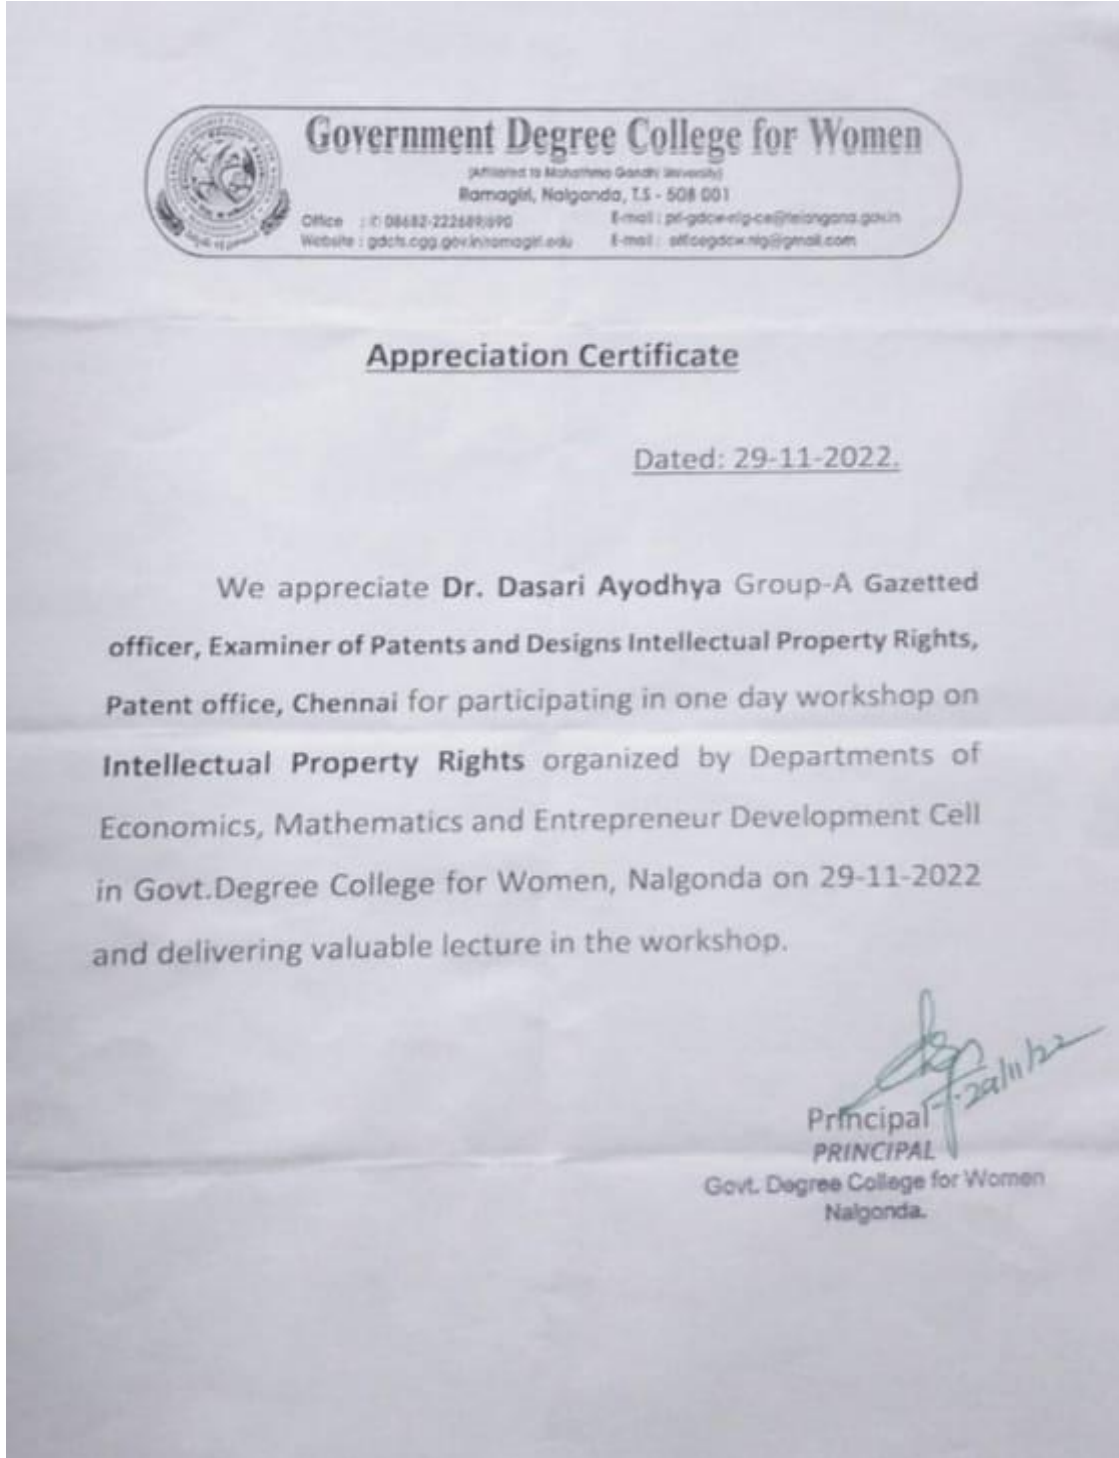 Government Degree College for Women
(Affiliated to Mahathma Gandhi University)
Ramagiri, Nalgonda, T.S - 508 001
Office : ✆ 08682-222689/690
E-mail : prl-gdcw-nlg-ce@telangana.gov.in
Website : gdcts.cgg.gov.in/ramagiri.edu
E-mail : officegdcw.nlg@gmail.com
Appreciation Certificate
Dated: 29-11-2022.
We appreciate Dr. Dasari Ayodhya Group-A Gazetted
officer, Examiner of Patents and Designs Intellectual Property Rights,
Patent office, Chennai for participating in one day workshop on
Intellectual Property Rights organized by Departments of
Economics, Mathematics and Entrepreneur Development Cell
in Govt.Degree College for Women, Nalgonda on 29-11-2022
and delivering valuable lecture in the workshop.
29/11/22
Principal
PRINCIPAL
Govt. Degree College for Women
Nalgonda.